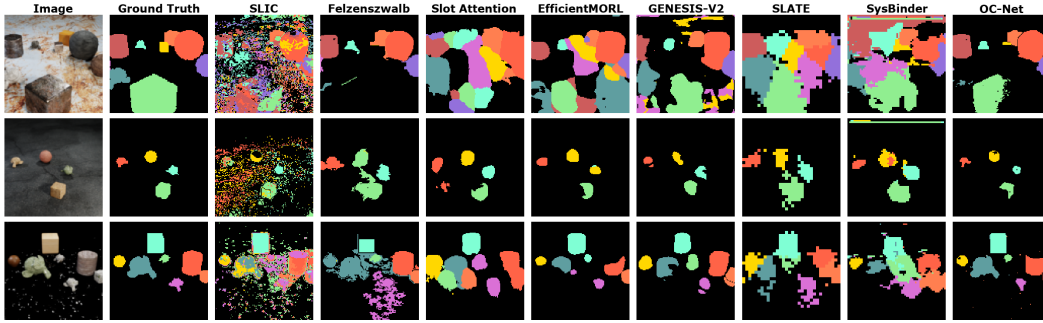 Image Ground Truth SLIC Felzenszwalb Slot Attention EfficientMORL GENESIS-V2 SLATE SysBinder OC-Net